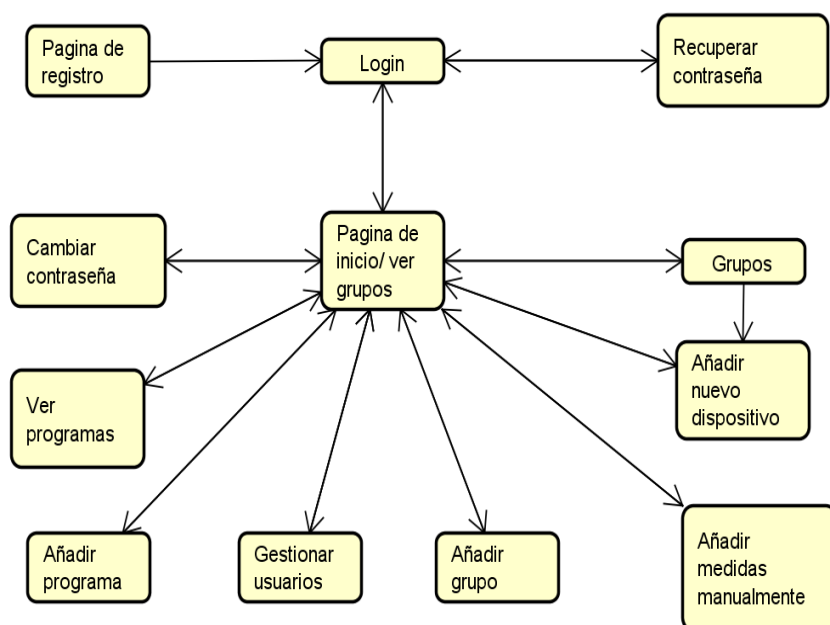 Pagina de
registro
Login
Recuperar
contraseña
Cambiar
contraseña
Pagina de
inicio/ ver
grupos
Grupos
Ver
programas
Añadir
nuevo
dispositivo
Añadir
programa
Gestionar
usuarios
Añadir
grupo
Añadir
medidas
manualmente